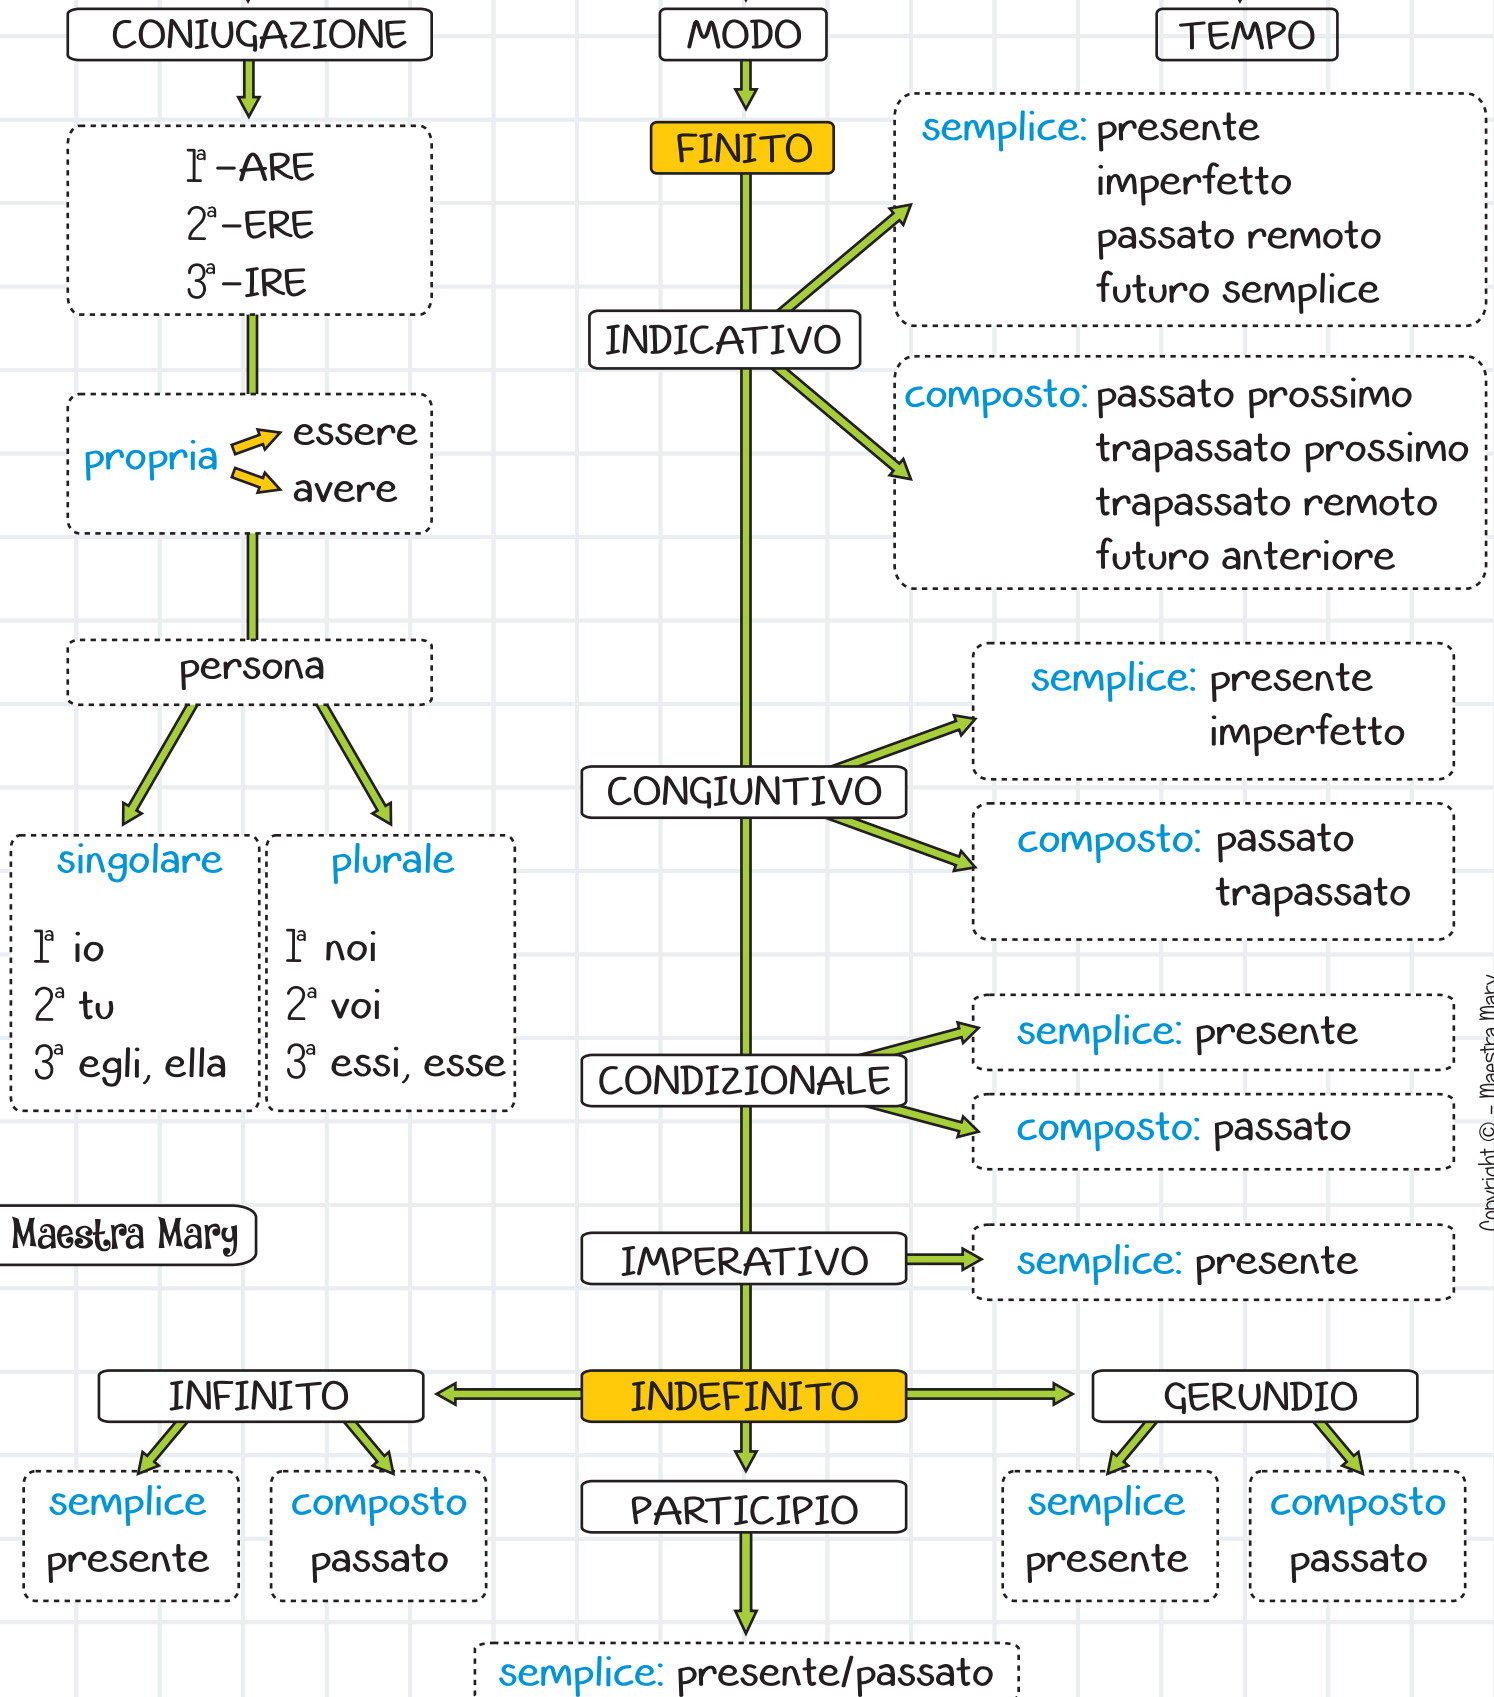 CONIUGAZIONE
MODO
TEMPO
1ª -ARE
2ª -ERE
3ª -IRE
propria
essere
avere
persona
singolare
1ª io
2ª tu
3ª egli, ella
plurale
1ª noi
2ª voi
3ª essi, esse
Maestra Mary
FINITO
INDICATIVO
semplice: presente
imperfetto
passato remoto
futuro semplice
composto: passato prossimo
trapassato prossimo
trapassato remoto
futuro anteriore
CONGIUNTIVO
semplice: presente
imperfetto
composto: passato
trapassato
CONDIZIONALE
semplice: presente
composto: passato
IMPERATIVO
semplice: presente
INDEFINITO
INFINITO
semplice
presente
composto
passato
PARTICIPIO
semplice: presente/passato
GERUNDIO
semplice
presente
composto
passato
Copyright © - Maestra Mary